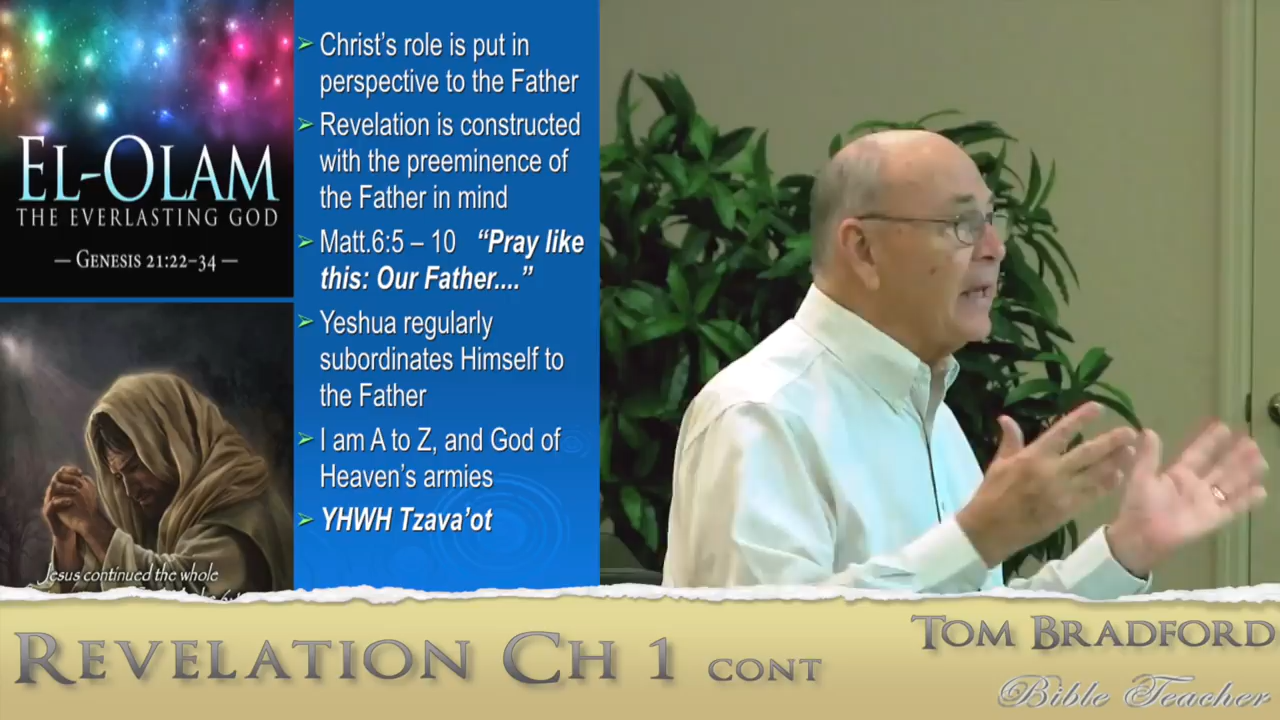 EL-OLAM
THE EVERLASTING GOD
— GENESIS 21:22–34 —
Jesus continued the whole
➢ Christ’s role is put in
perspective to the Father
➢ Revelation is constructed
with the preeminence of
the Father in mind
➢ Matt.6:5 – 10 “Pray like
this: Our Father....”
➢ Yeshua regularly
subordinates Himself to
the Father
➢ I am A to Z, and God of
Heaven’s armies
➢ YHWH Tzava’ot
REVELATION CH 1 CONT
TOM BRADFORD
Bible Teacher